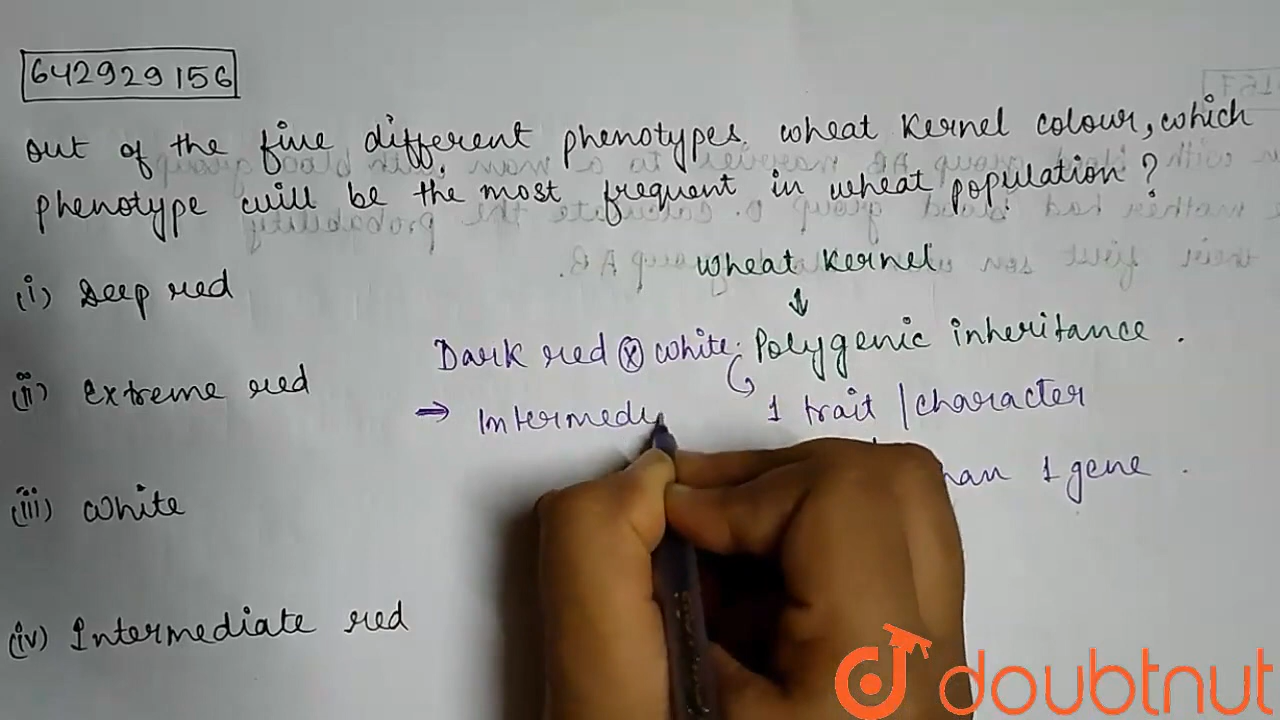 642929156
out of the five different phenotypes wheat kernel colour, which
phenotype will be the most frequent in wheat population?
wheat kernel
↓
(i) Deep red
Dark red ⓧ white. Polygenic inheritance.
(ii) Extreme red
⇒ Intermedi
1 trait / character
1 gene.
(iii) white
(iv) Intermediate red
doubtnut